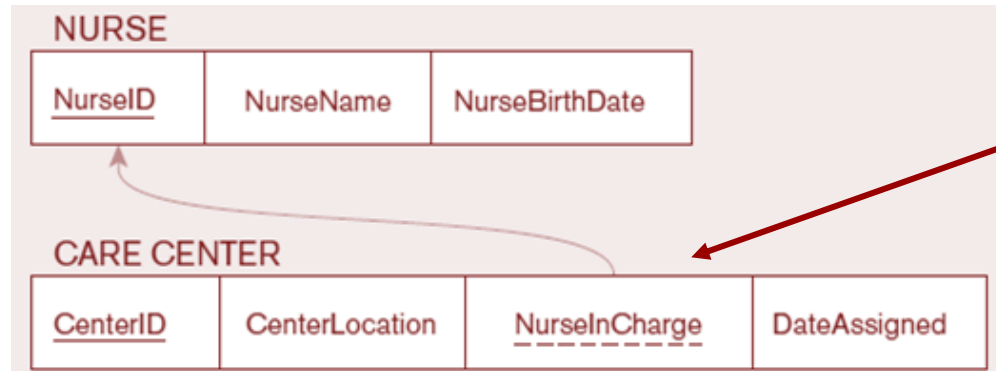 NURSE
NurseID NurseName NurseBirthDate
CARE CENTER
CenterID CenterLocation NurseInCharge DateAssigned